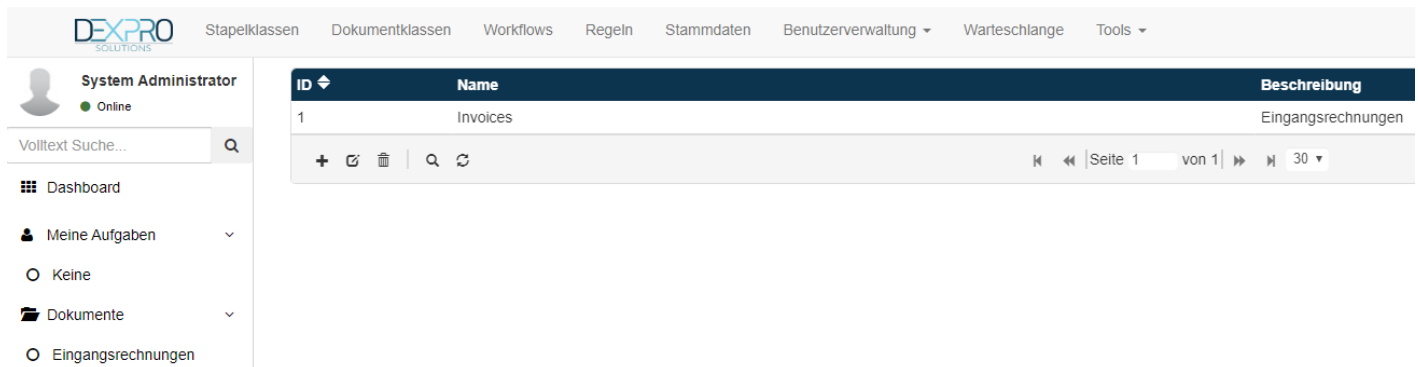 DEXPRO
SOLUTIONS
Stapelklassen Dokumentklassen Workflows Regeln Stammdaten Benutzerverwaltung Warteschlange Tools
System Administrator
Online
Volltext Suche...
Dashboard
Meine Aufgaben
Keine
Dokumente
Eingangsrechnungen
ID Name Beschreibung
1 Invoices Eingangsrechnungen
Seite 1 von 1 30